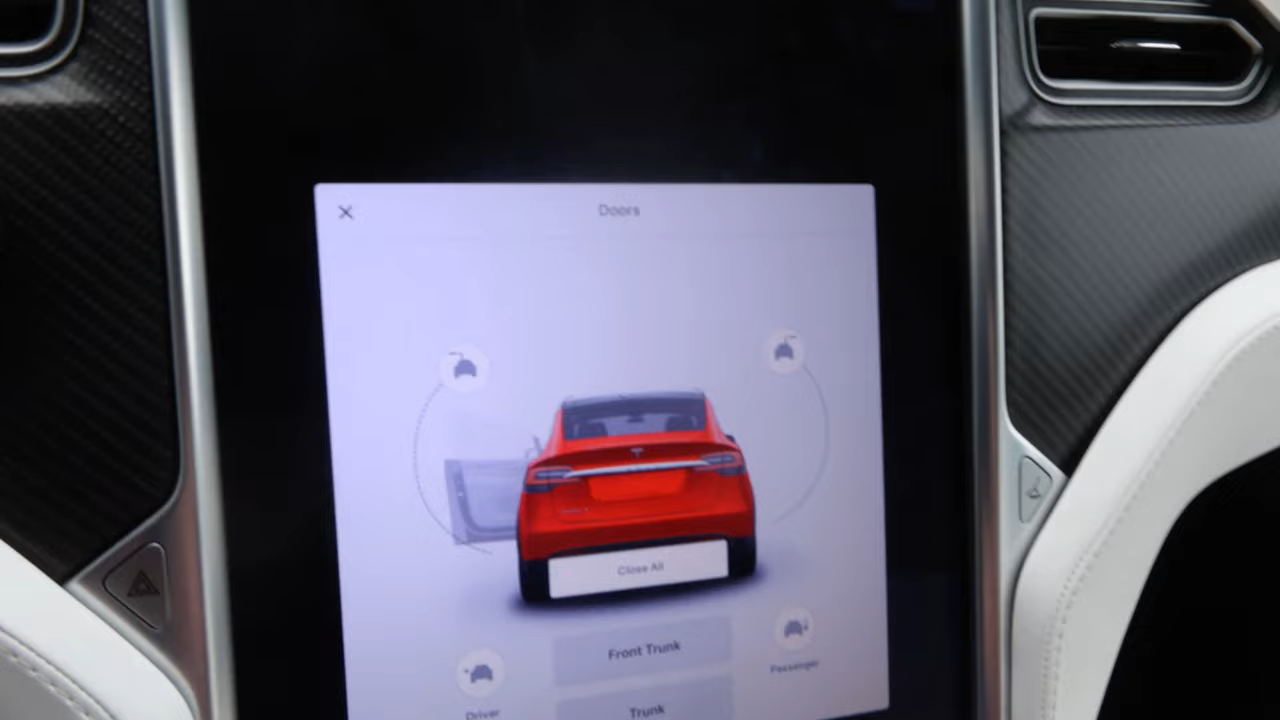 Doors
Close All
Front Trunk
Passenger
Driver
Trunk